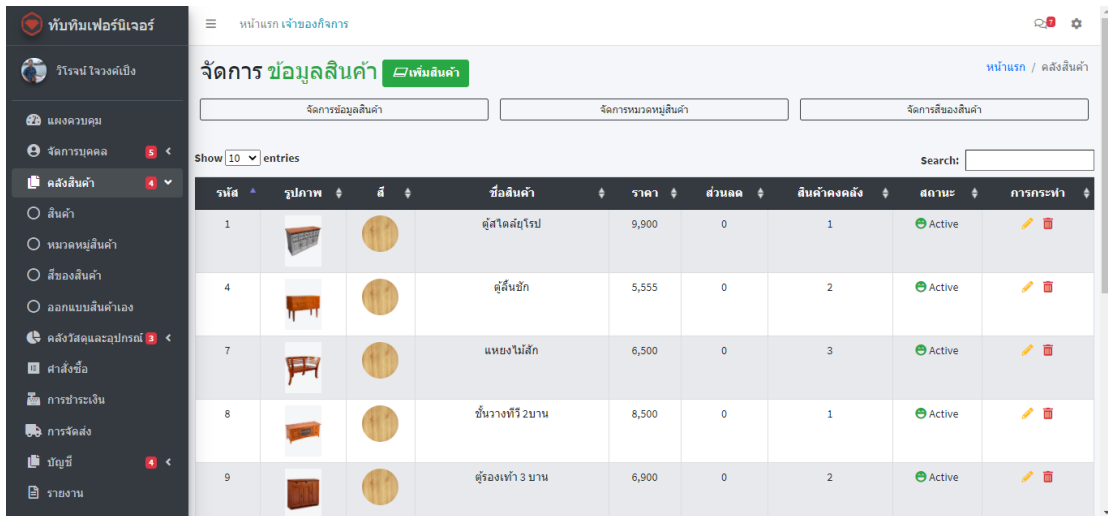 ทับทิมเฟอร์นิเจอร์
หน้าแรก เจ้าของกิจการ
7
วิโรจน์ ใจวงค์เป็ง
จัดการ ข้อมูลสินค้า เพิ่มสินค้า
หน้าแรก / คลังสินค้า
จัดการข้อมูลสินค้า จัดการหมวดหมู่สินค้า จัดการสีของสินค้า
แผงควบคุม
จัดการบุคคล 5
คลังสินค้า 4
สินค้า
หมวดหมู่สินค้า
สีของสินค้า
ออกแบบสินค้าเอง
คลังวัสดุและอุปกรณ์ 3
คำสั่งซื้อ
การชำระเงิน
การจัดส่ง
บัญชี 4
รายงาน
Show 10 entries
Search:
รหัส รูปภาพ สี ชื่อสินค้า ราคา ส่วนลด สินค้าคงคลัง สถานะ การกระทำ
1 ตู้สไตล์ยุโรป 9,900 0 1 Active
4 ตู้ลิ้นชัก 5,555 0 2 Active
7 แหยงไม้สัก 6,500 0 3 Active
8 ชั้นวางทีวี 2บาน 8,500 0 1 Active
9 ตู้รองเท้า 3 บาน 6,900 0 2 Active